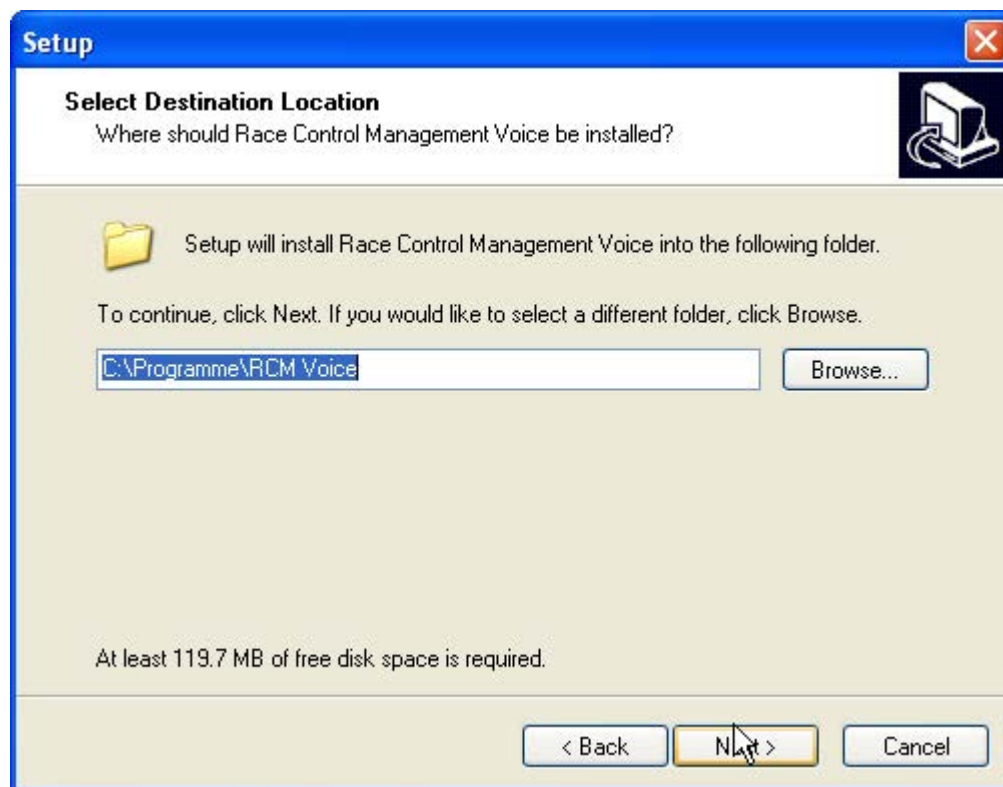 Setup
Select Destination Location
Where should Race Control Management Voice be installed?
Setup will install Race Control Management Voice into the following folder.
To continue, click Next. If you would like to select a different folder, click Browse.
C:\Programme\RCM Voice
Browse...
At least 119.7 MB of free disk space is required.
< Back
Next >
Cancel